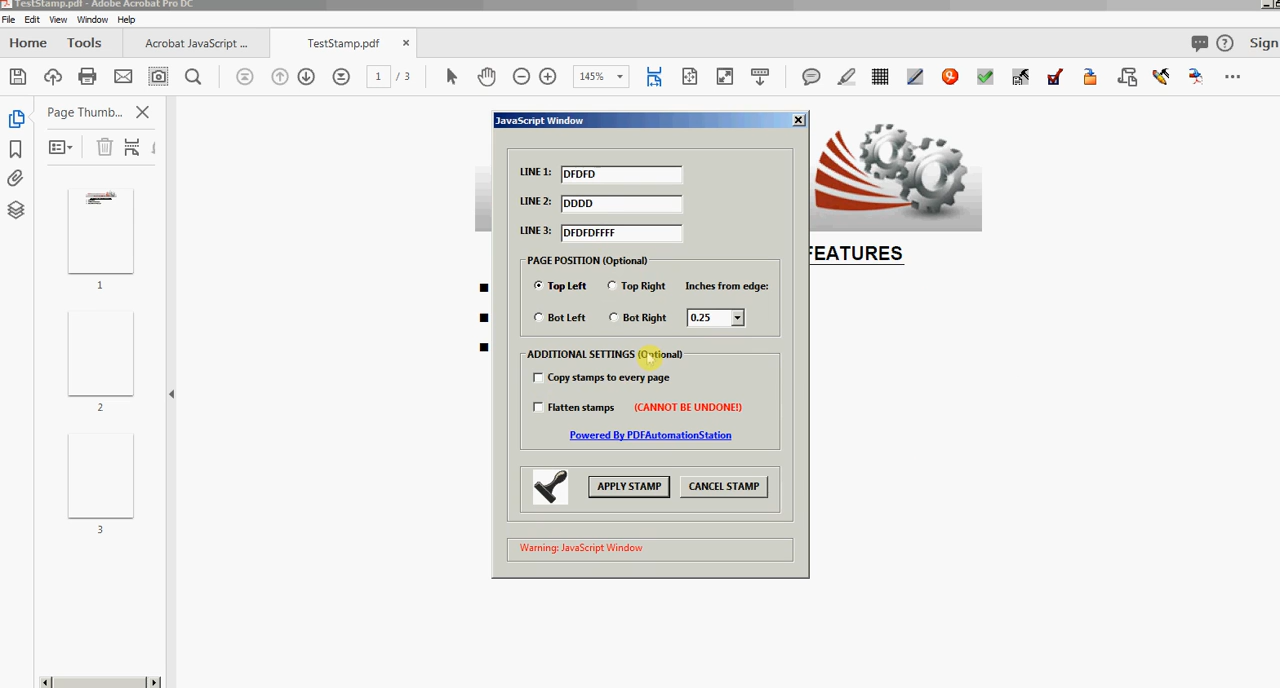 TestStamp.pdf - Adobe Acrobat Pro DC
File Edit View Window Help
Home Tools Acrobat JavaScript ... TestStamp.pdf × Sign
1 / 3 145%
Page Thumb...
JavaScript Window
LINE 1: DFDFD
LINE 2: DDDD
LINE 3: DFDFDFFFF
FEATURES
PAGE POSITION (Optional)
Top Left Top Right Inches from edge:
Bot Left Bot Right 0.25
ADDITIONAL SETTINGS (Optional)
Copy stamps to every page
Flatten stamps (CANNOT BE UNDONE!)
Powered By PDFAutomationStation
APPLY STAMP CANCEL STAMP
Warning: JavaScript Window
1
2
3